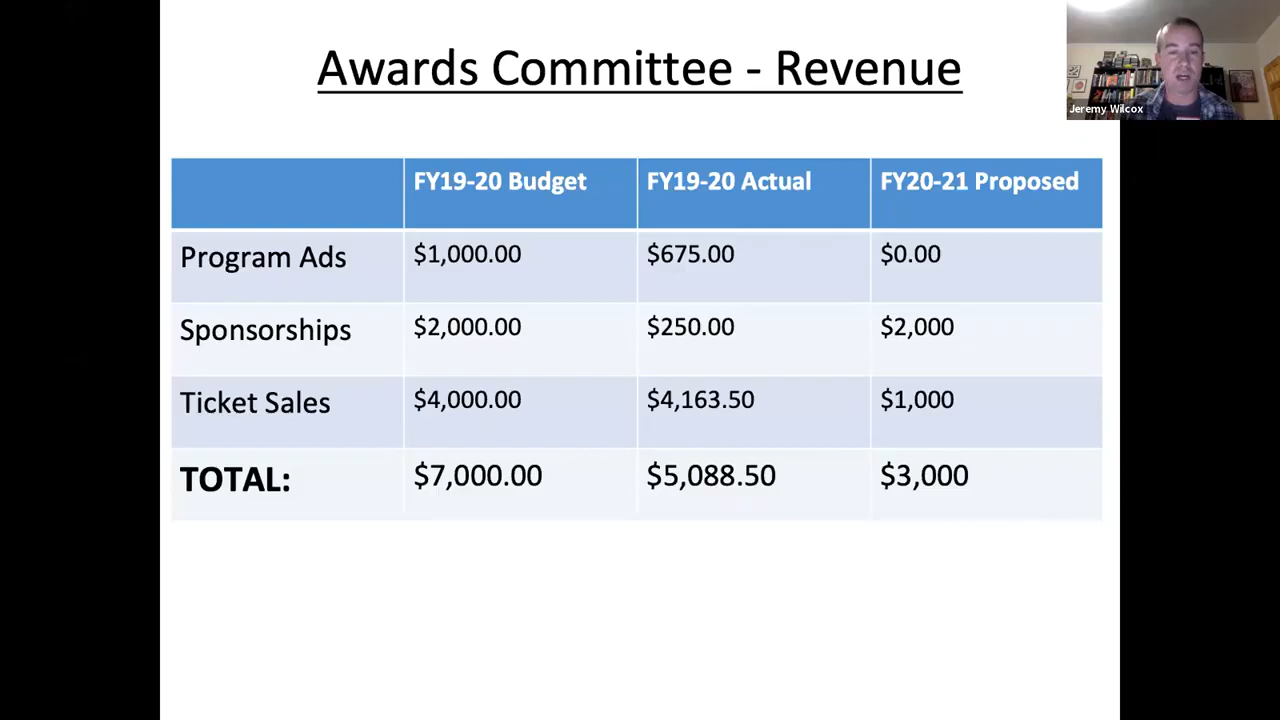 Awards Committee - Revenue
Jeremy Wilcox
FY19-20 Budget FY19-20 Actual FY20-21 Proposed
Program Ads $1,000.00 $675.00 $0.00
Sponsorships $2,000.00 $250.00 $2,000
Ticket Sales $4,000.00 $4,163.50 $1,000
TOTAL: $7,000.00 $5,088.50 $3,000